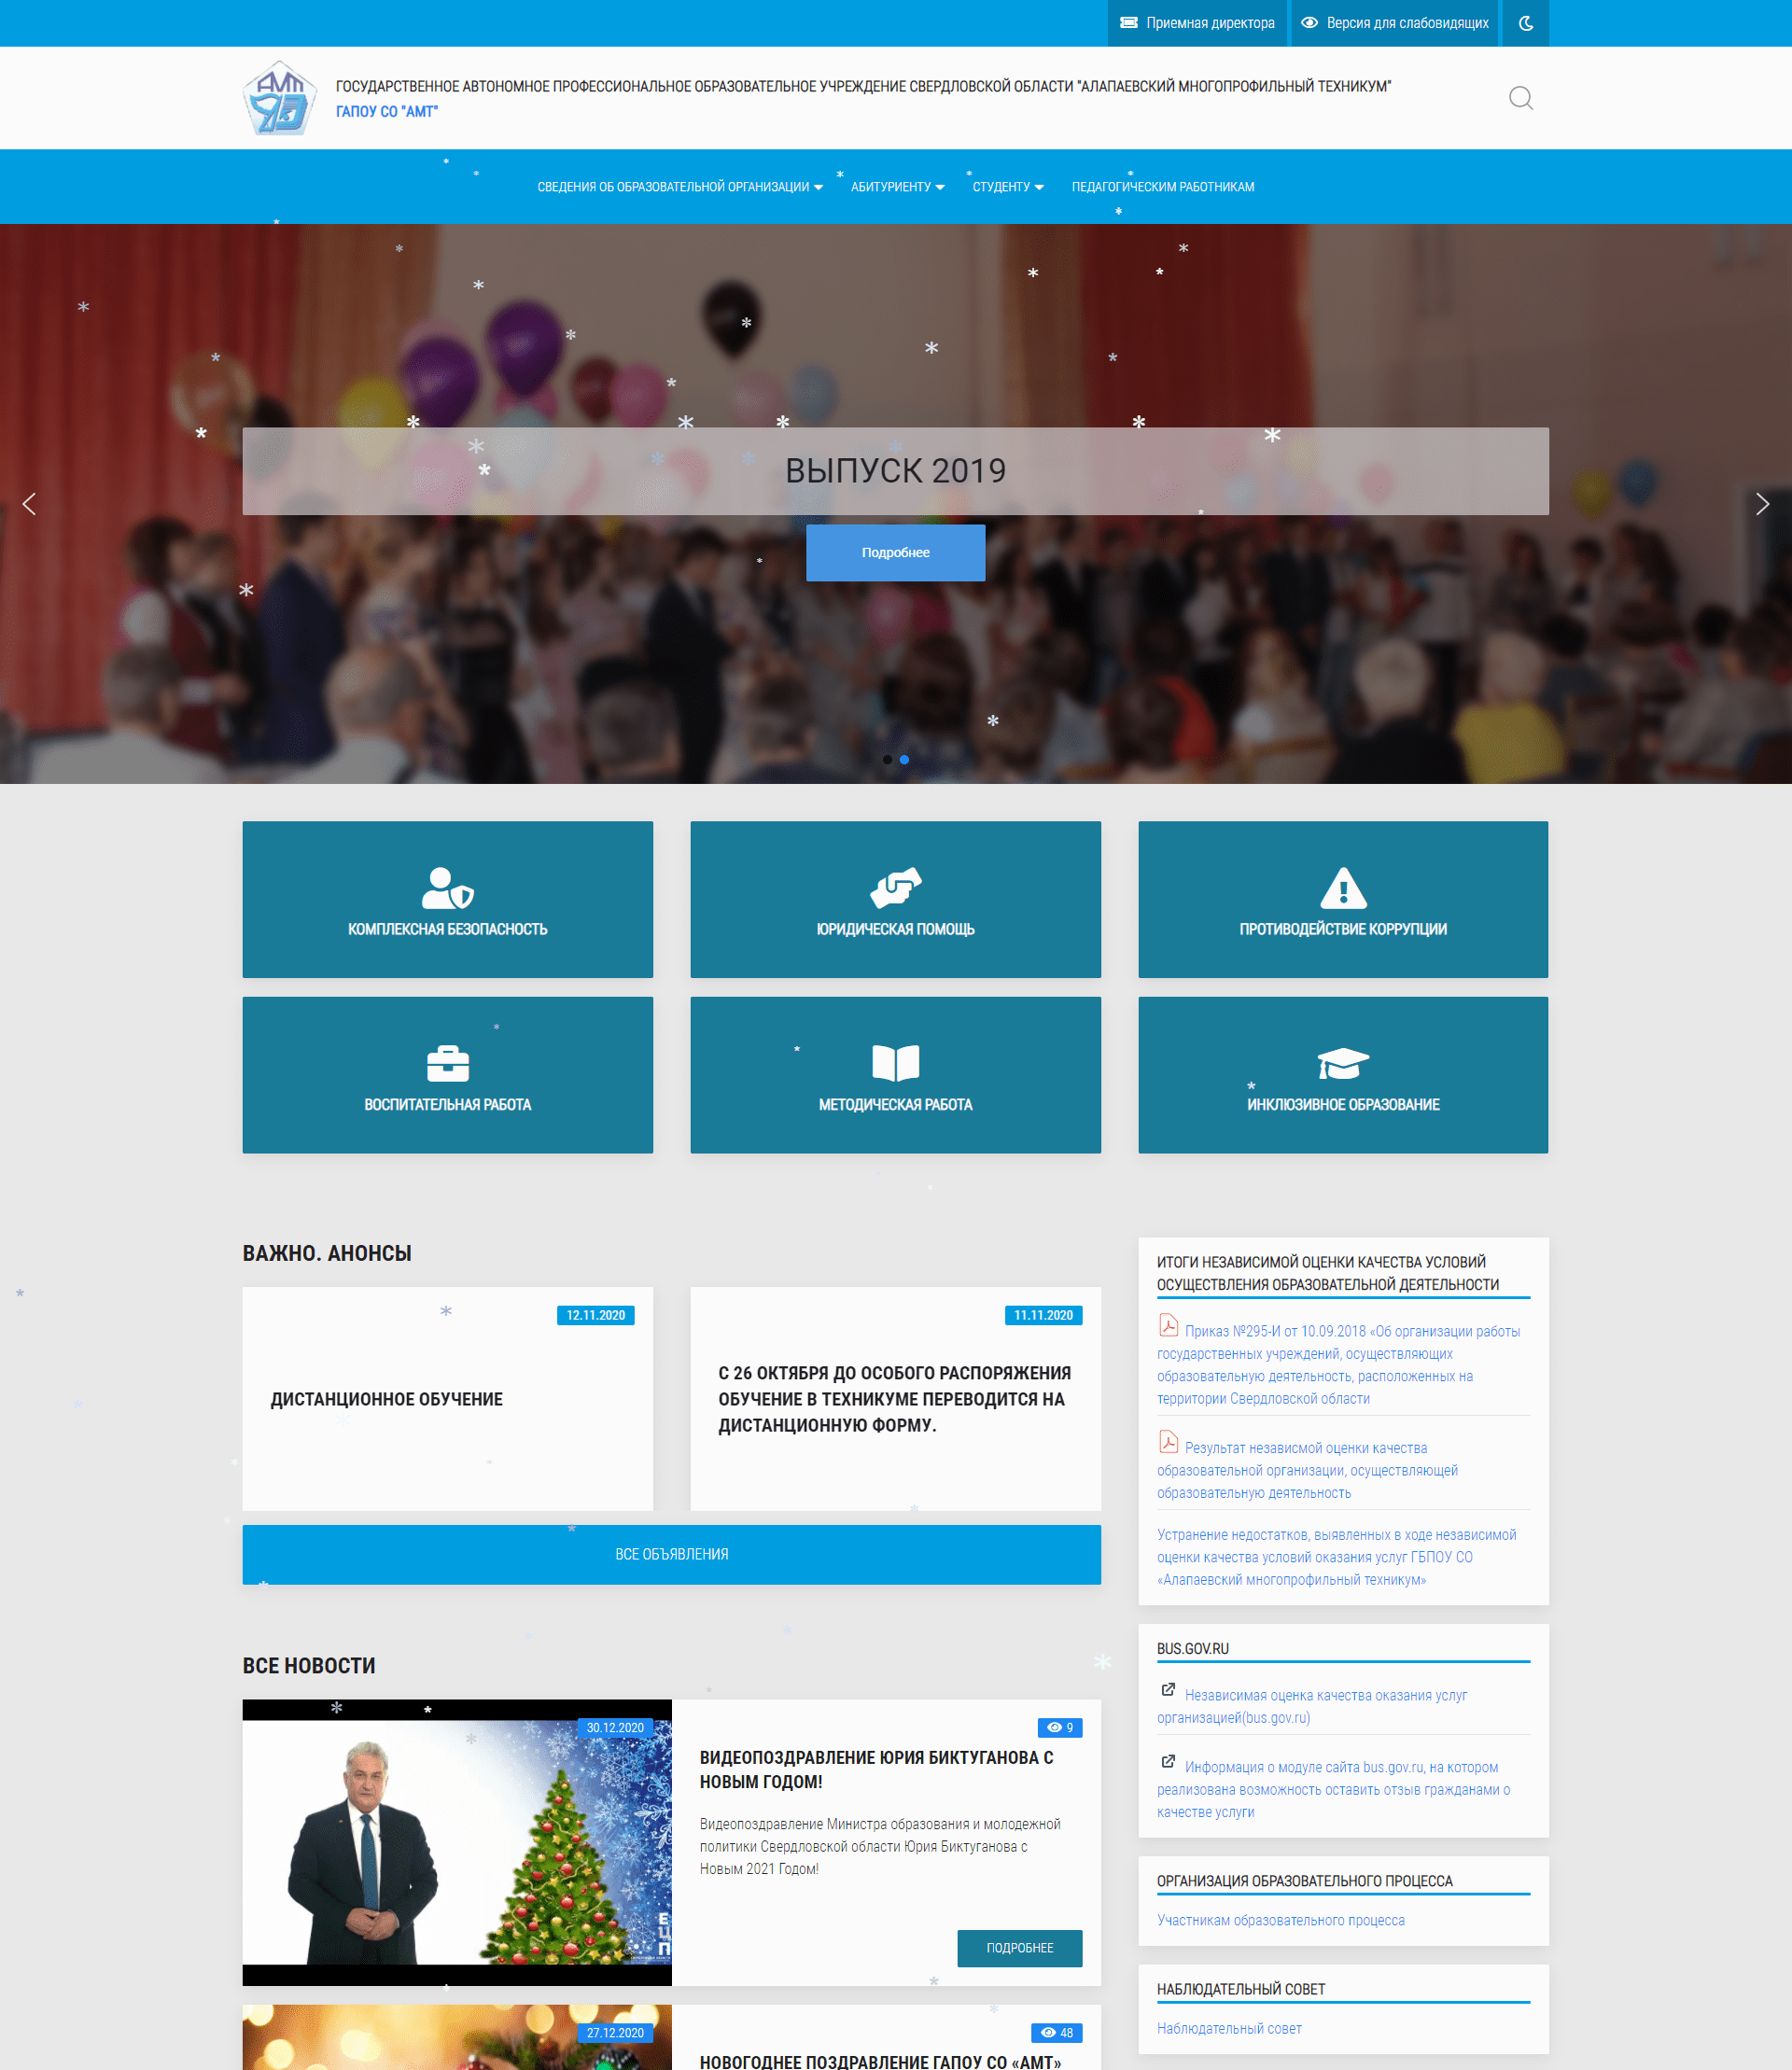 Приемная директора
Версия для слабовидящих
АМТ
ГОСУДАРСТВЕННОЕ АВТОНОМНОЕ ПРОФЕССИОНАЛЬНОЕ ОБРАЗОВАТЕЛЬНОЕ УЧРЕЖДЕНИЕ СВЕРДЛОВСКОЙ ОБЛАСТИ "АЛАПАЕВСКИЙ МНОГОПРОФИЛЬНЫЙ ТЕХНИКУМ"
ГАПОУ СО "АМТ"
СВЕДЕНИЯ ОБ ОБРАЗОВАТЕЛЬНОЙ ОРГАНИЗАЦИИ
АБИТУРИЕНТУ
СТУДЕНТУ
ПЕДАГОГИЧЕСКИМ РАБОТНИКАМ
ВЫПУСК 2019
Подробнее
КОМПЛЕКСНАЯ БЕЗОПАСНОСТЬ
ЮРИДИЧЕСКАЯ ПОМОЩЬ
ПРОТИВОДЕЙСТВИЕ КОРРУПЦИИ
ВОСПИТАТЕЛЬНАЯ РАБОТА
МЕТОДИЧЕСКАЯ РАБОТА
ИНКЛЮЗИВНОЕ ОБРАЗОВАНИЕ
ВАЖНО. АНОНСЫ
12.11.2020
ДИСТАНЦИОННОЕ ОБУЧЕНИЕ
11.11.2020
С 26 ОКТЯБРЯ ДО ОСОБОГО РАСПОРЯЖЕНИЯ
ОБУЧЕНИЕ В ТЕХНИКУМЕ ПЕРЕВОДИТСЯ НА
ДИСТАНЦИОННУЮ ФОРМУ.
ВСЕ ОБЪЯВЛЕНИЯ
ВСЕ НОВОСТИ
30.12.2020
9
ВИДЕОПОЗДРАВЛЕНИЕ ЮРИЯ БИКТУГАНОВА С
НОВЫМ ГОДОМ!
Видеопоздравление Министра образования и молодежной
политики Свердловской области Юрия Биктуганова с
Новым 2021 Годом!
ПОДРОБНЕЕ
27.12.2020
48
НОВОГОДНЕЕ ПОЗДРАВЛЕНИЕ ГАПОУ СО «АМТ»
ИТОГИ НЕЗАВИСИМОЙ ОЦЕНКИ КАЧЕСТВА УСЛОВИЙ
ОСУЩЕСТВЛЕНИЯ ОБРАЗОВАТЕЛЬНОЙ ДЕЯТЕЛЬНОСТИ
Приказ №295-И от 10.09.2018 «Об организации работы
государственных учреждений, осуществляющих
образовательную деятельность, расположенных на
территории Свердловской области
Результат незавиcмой оценки качества
образовательной организации, осуществляющей
образовательную деятельность
Устранение недостатков, выявленных в ходе независимой
оценки качества условий оказания услуг ГБПОУ СО
«Алапаевский многопрофильный техникум»
BUS.GOV.RU
Независимая оценка качества оказания услуг
организацией(bus.gov.ru)
Информация о модуле сайта bus.gov.ru, на котором
реализована возможность оставить отзыв гражданами о
качестве услуги
ОРГАНИЗАЦИЯ ОБРАЗОВАТЕЛЬНОГО ПРОЦЕССА
Участникам образовательного процесса
НАБЛЮДАТЕЛЬНЫЙ СОВЕТ
Наблюдательный совет